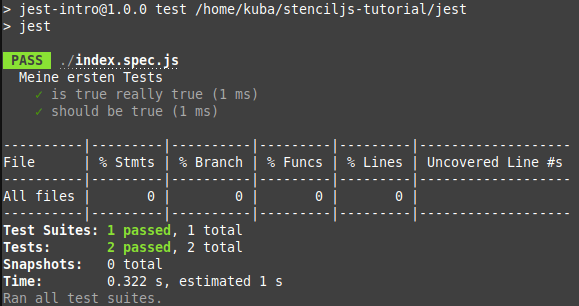 > jest-intro@1.0.0 test /home/kuba/stenciljs-tutorial/jest
> jest
PASS ./index.spec.js
Meine ersten Tests
✓ is true really true (1 ms)
✓ should be true (1 ms)
----------|---------|----------|---------|---------|-------------------
File | % Stmts | % Branch | % Funcs | % Lines | Uncovered Line #s
----------|---------|----------|---------|---------|-------------------
All files | 0 | 0 | 0 | 0 |
----------|---------|----------|---------|---------|-------------------
Test Suites: 1 passed, 1 total
Tests: 2 passed, 2 total
Snapshots: 0 total
Time: 0.322 s, estimated 1 s
Ran all test suites.